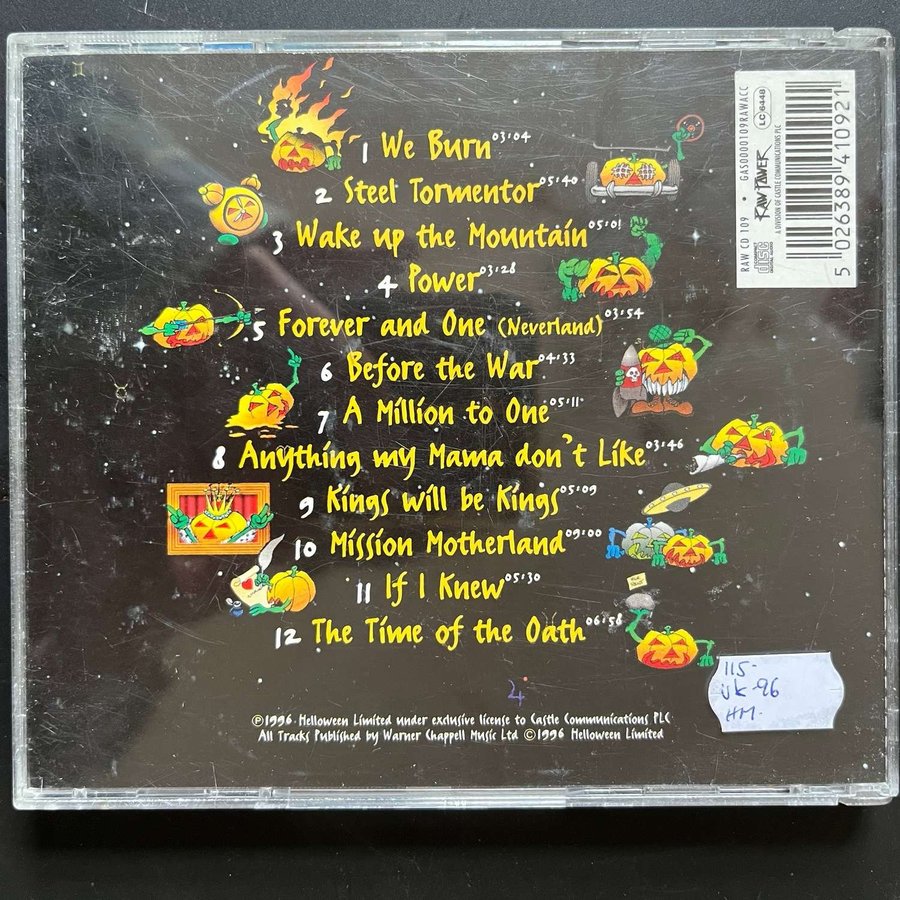 1 We Burn 03:04
2 Steel Tormentor 05:40
3 Wake up the Mountain 05:01
4 Power 03:28
5 Forever and One (Neverland) 03:54
6 Before the War 04:33
7 A Million to One 05:11
8 Anything my Mama don't Like 03:46
9 Kings will be Kings 05:09
10 Mission Motherland 09:00
11 If I Knew 05:30
12 The Time of the Oath 06:58
℗1996 Helloween Limited under exclusive license to Castle Communications PLC
All Tracks Published by Warner Chappell Music Ltd ©1996 Helloween Limited
RAW CD 109 • GAS0000109RAWACC
COMPACT disc DIGITAL AUDIO
RAW POWER
A DIVISION OF CASTLE COMMUNICATIONS PLC
LC 6448
5 026389 410921
115-
UK-96
HM-